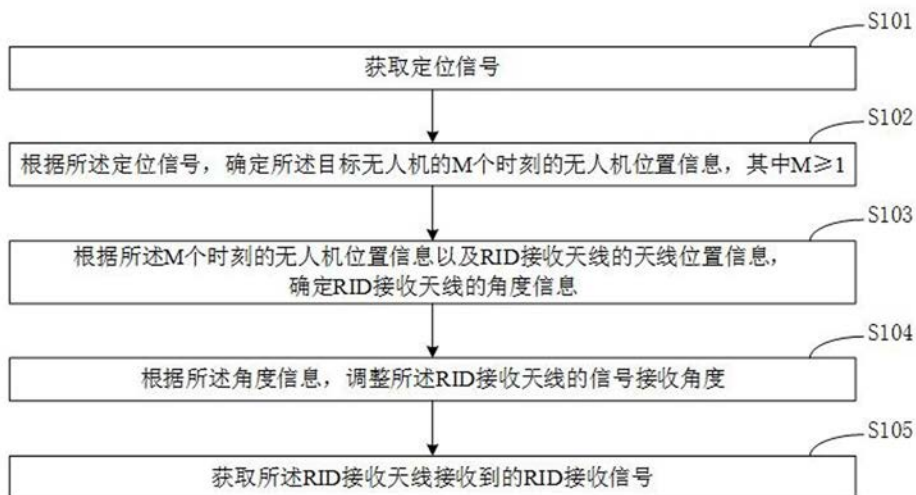 S101
获取定位信号
S102
根据所述定位信号，确定所述目标无人机的M个时刻的无人机位置信息，其中M≥1
S103
根据所述M个时刻的无人机位置信息以及RID接收天线的天线位置信息，
确定RID接收天线的角度信息
S104
根据所述角度信息，调整所述RID接收天线的信号接收角度
S105
获取所述RID接收天线接收到的RID接收信号